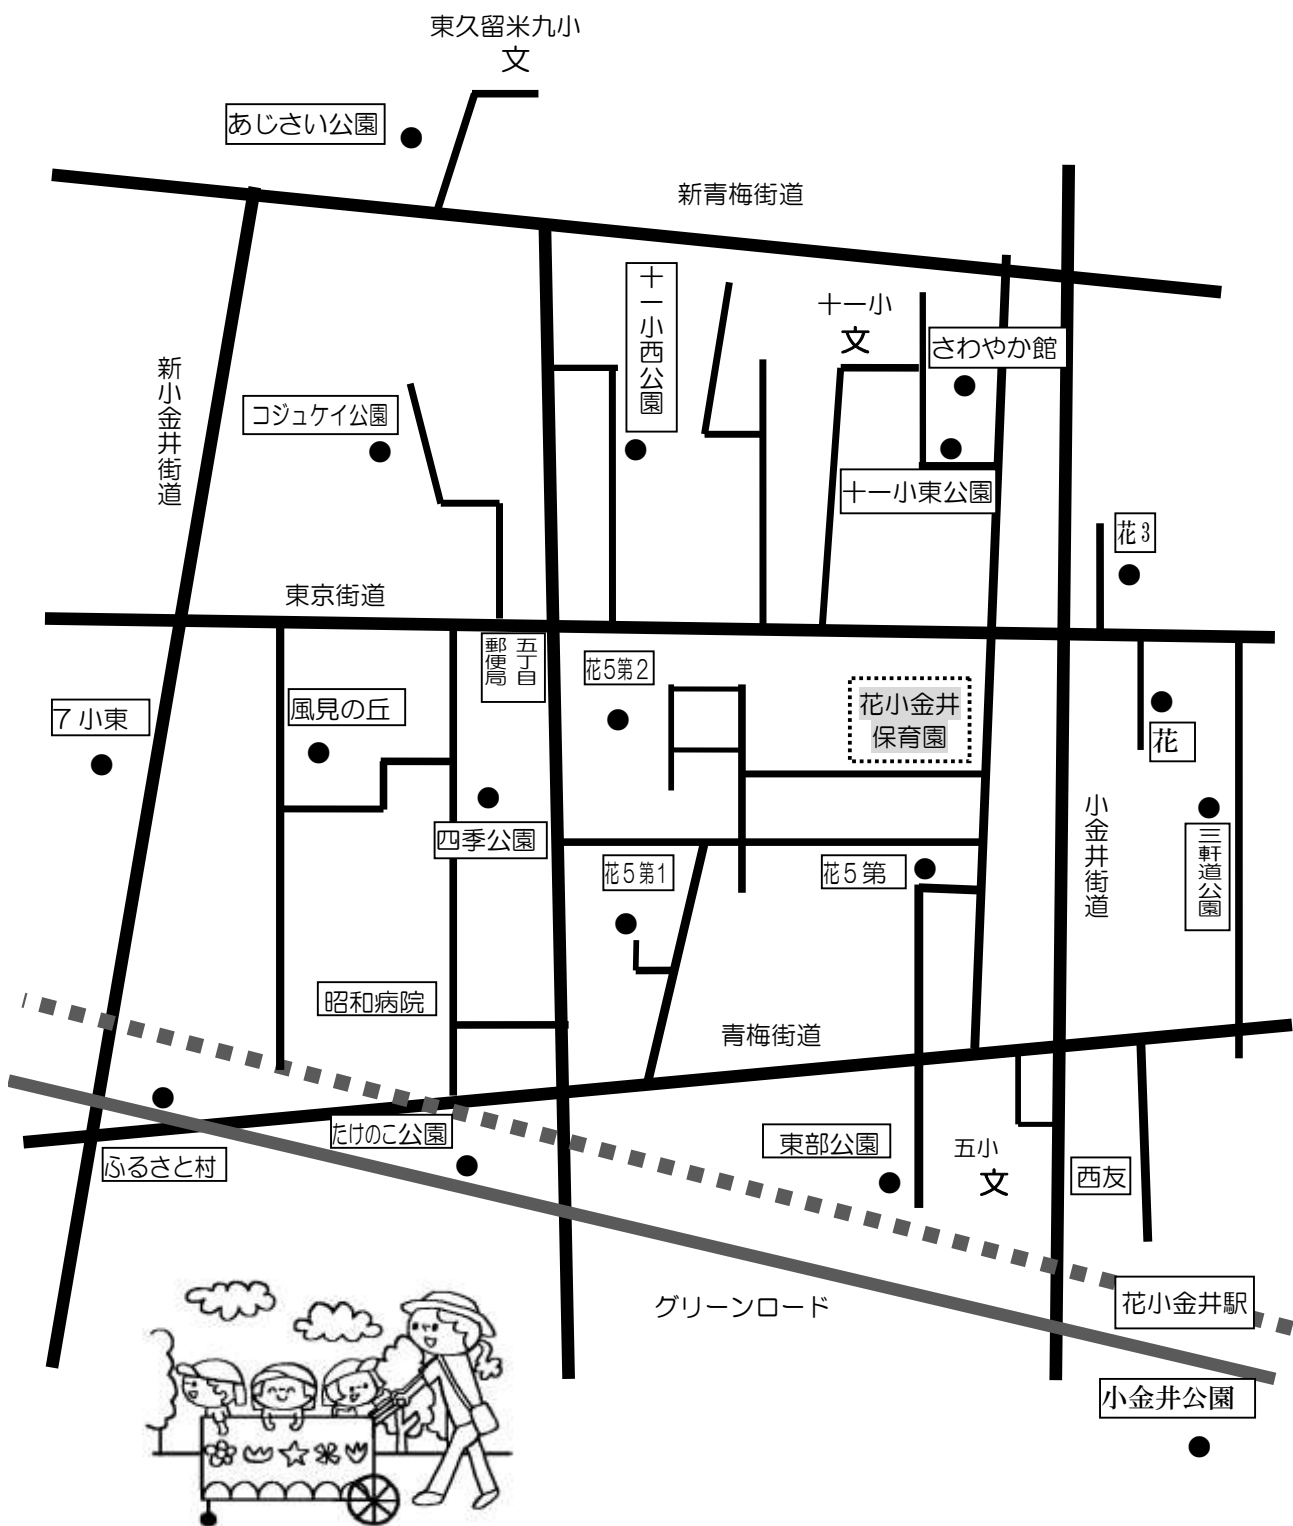 東久留米九小
文
あじさい公園
新青梅街道
十一小西公園
十一小
文
さわやか館
新小金井街道
コジュケイ公園
十一小東公園
花3
東京街道
五丁目
郵便局
花5第2
花小金井
保育園
風見の丘
7小東
花
四季公園
小金井街道
三軒道公園
花5第1
花5第
昭和病院
青梅街道
たけのこ公園
ふるさと村
東部公園
五小
文
西友
花小金井駅
グリーンロード
小金井公園